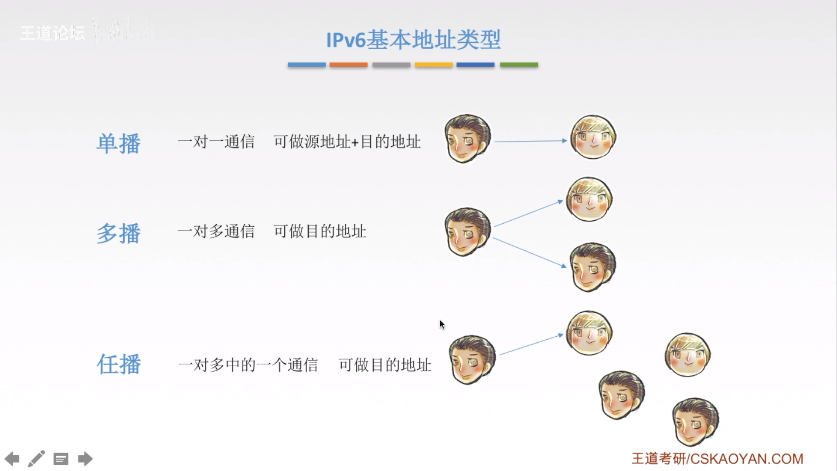 王道论坛
IPv6基本地址类型
单播 一对一通信 可做源地址+目的地址
多播 一对多通信 可做目的地址
任播 一对多中的一个通信 可做目的地址
王道考研/CSKAOYAN.COM